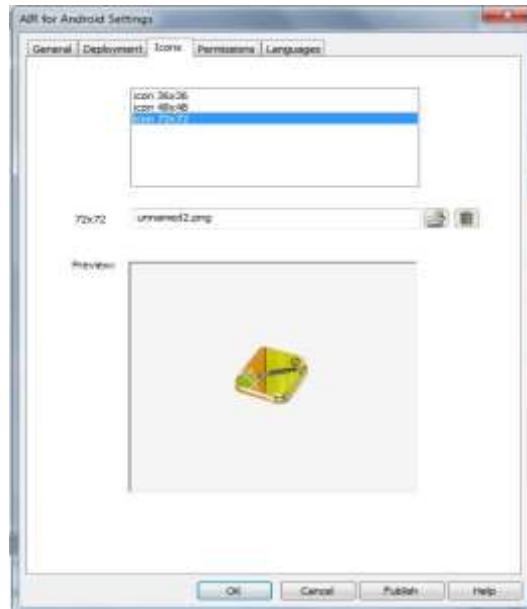 AIR for Android Settings
General Deployment Icons Permissions Languages
icon 36x36
icon 48x48
icon 72x72
72x72 unnamed2.png
Preview:
OK Cancel Publish Help